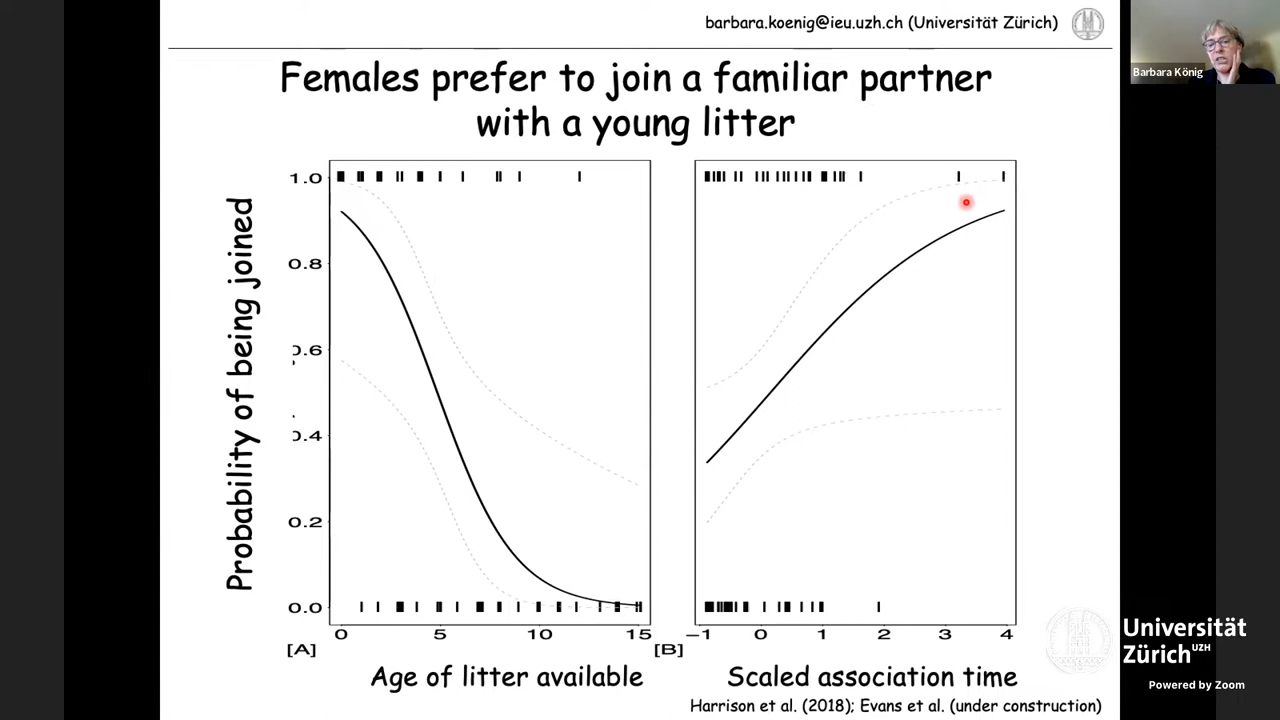 barbara.koenig@ieu.uzh.ch (Universität Zürich)
Barbara König
Females prefer to join a familiar partner
with a young litter
Probability of being joined
1.0
0.8
0.6
0.4
0.2
0.0
0 5 10 15
−1 0 1 2 3 4
[A] [B]
Age of litter available
Scaled association time
Harrison et al. (2018); Evans et al. (under construction)
Universität
Zürich UZH
Powered by Zoom